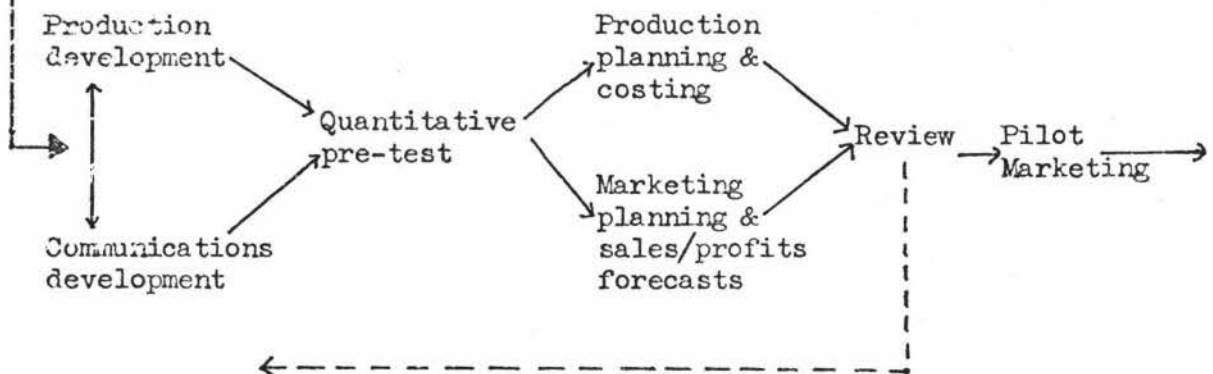 Production
development
Communications
development
Quantitative
pre-test
Production
planning &
costing
Marketing
planning &
sales/profits
forecasts
Review
Pilot
Marketing